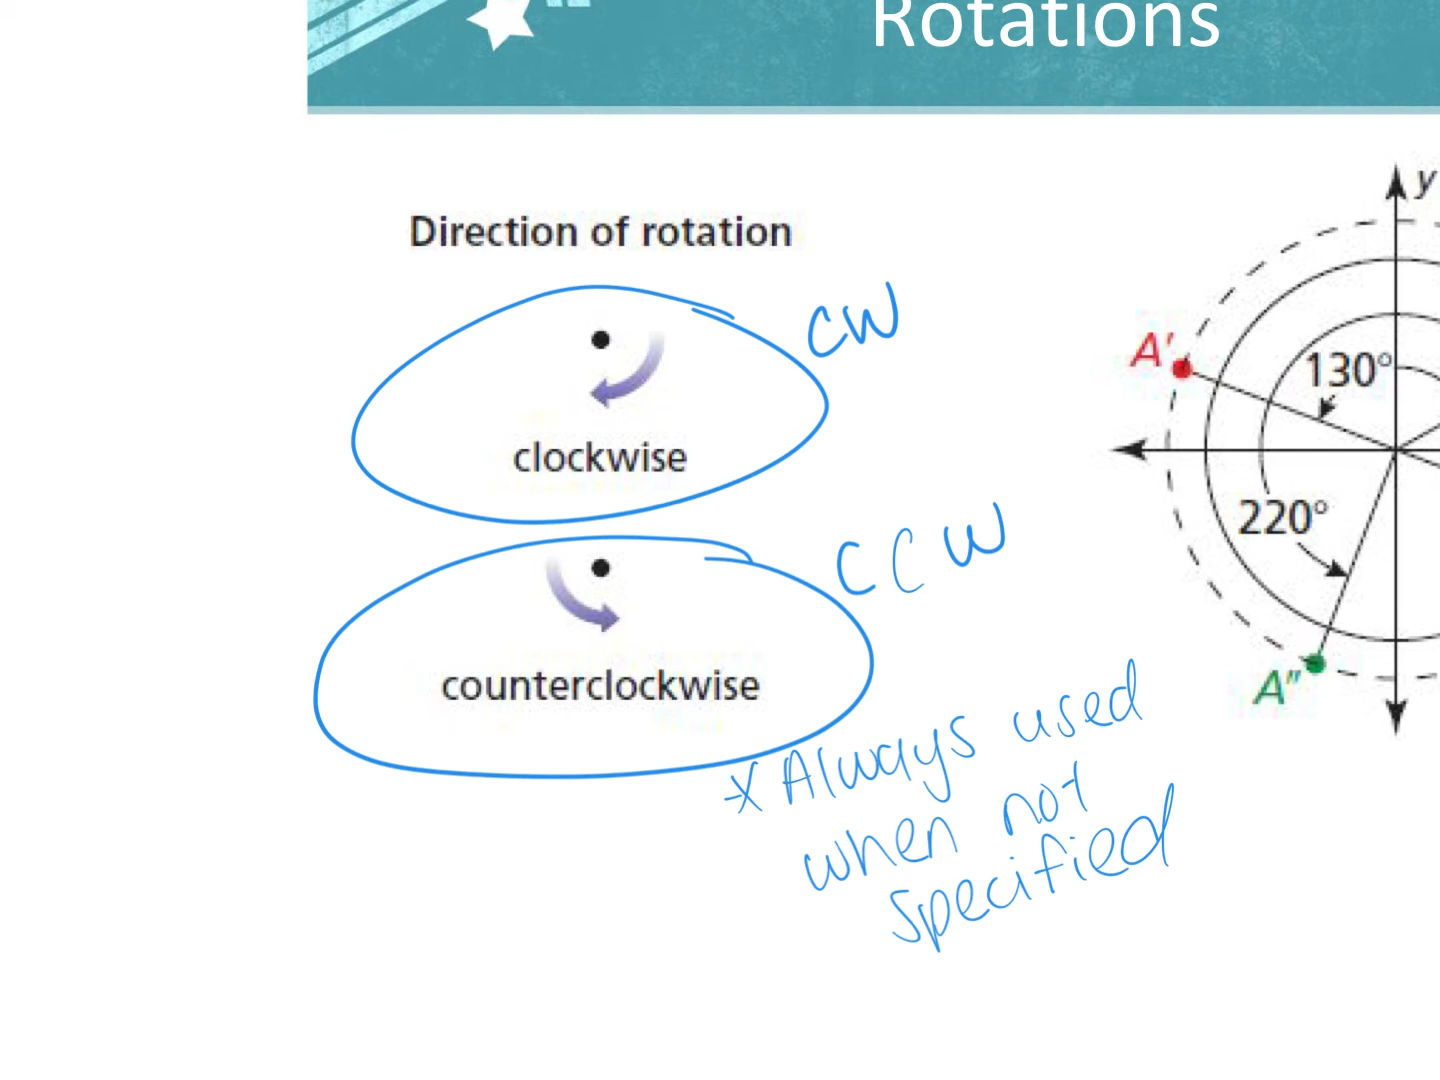 Rotations
Direction of rotation
CW
clockwise
CCW
counterclockwise
* Always used
when not
specified
y
A'
130°
220°
A"